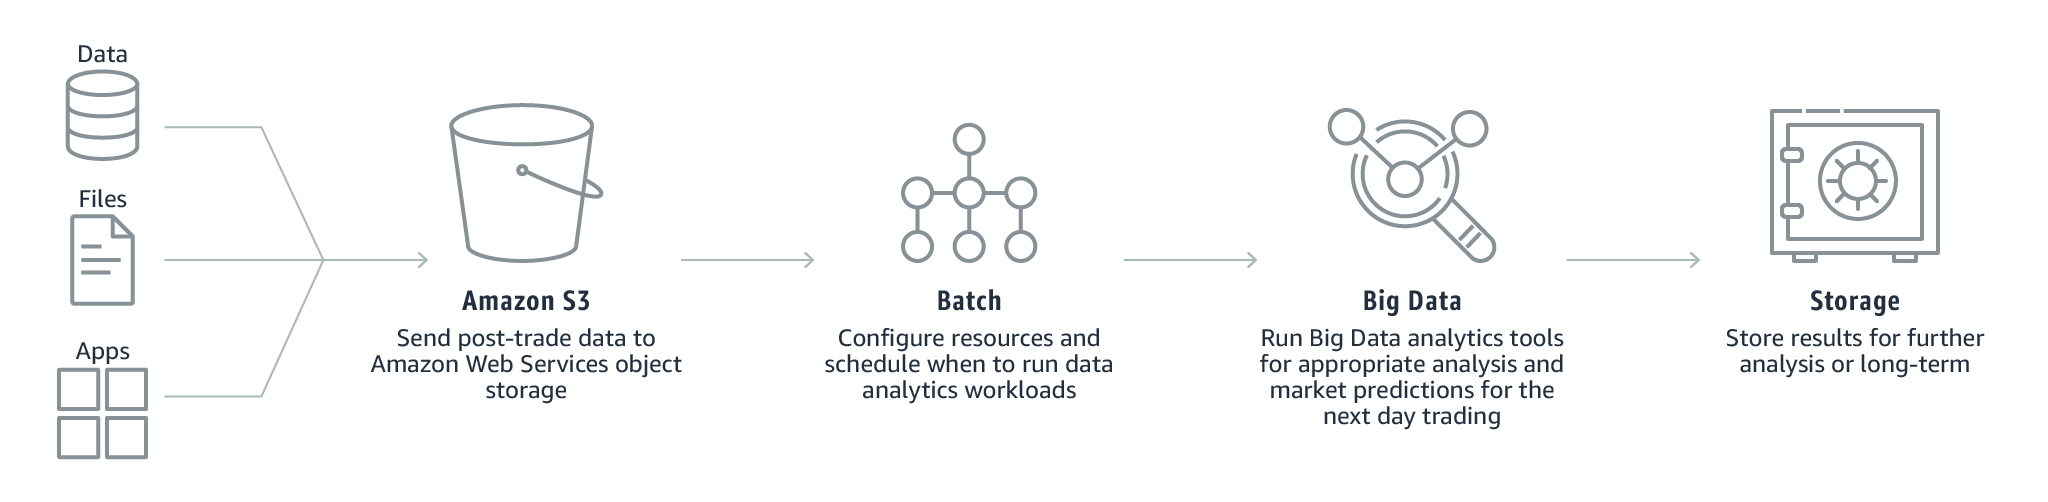 Data
Files
Apps
Amazon S3
Send post-trade data to
Amazon Web Services object
storage
Batch
Configure resources and
schedule when to run data
analytics workloads
Big Data
Run Big Data analytics tools
for appropriate analysis and
market predictions for the
next day trading
Storage
Store results for further
analysis or long-term